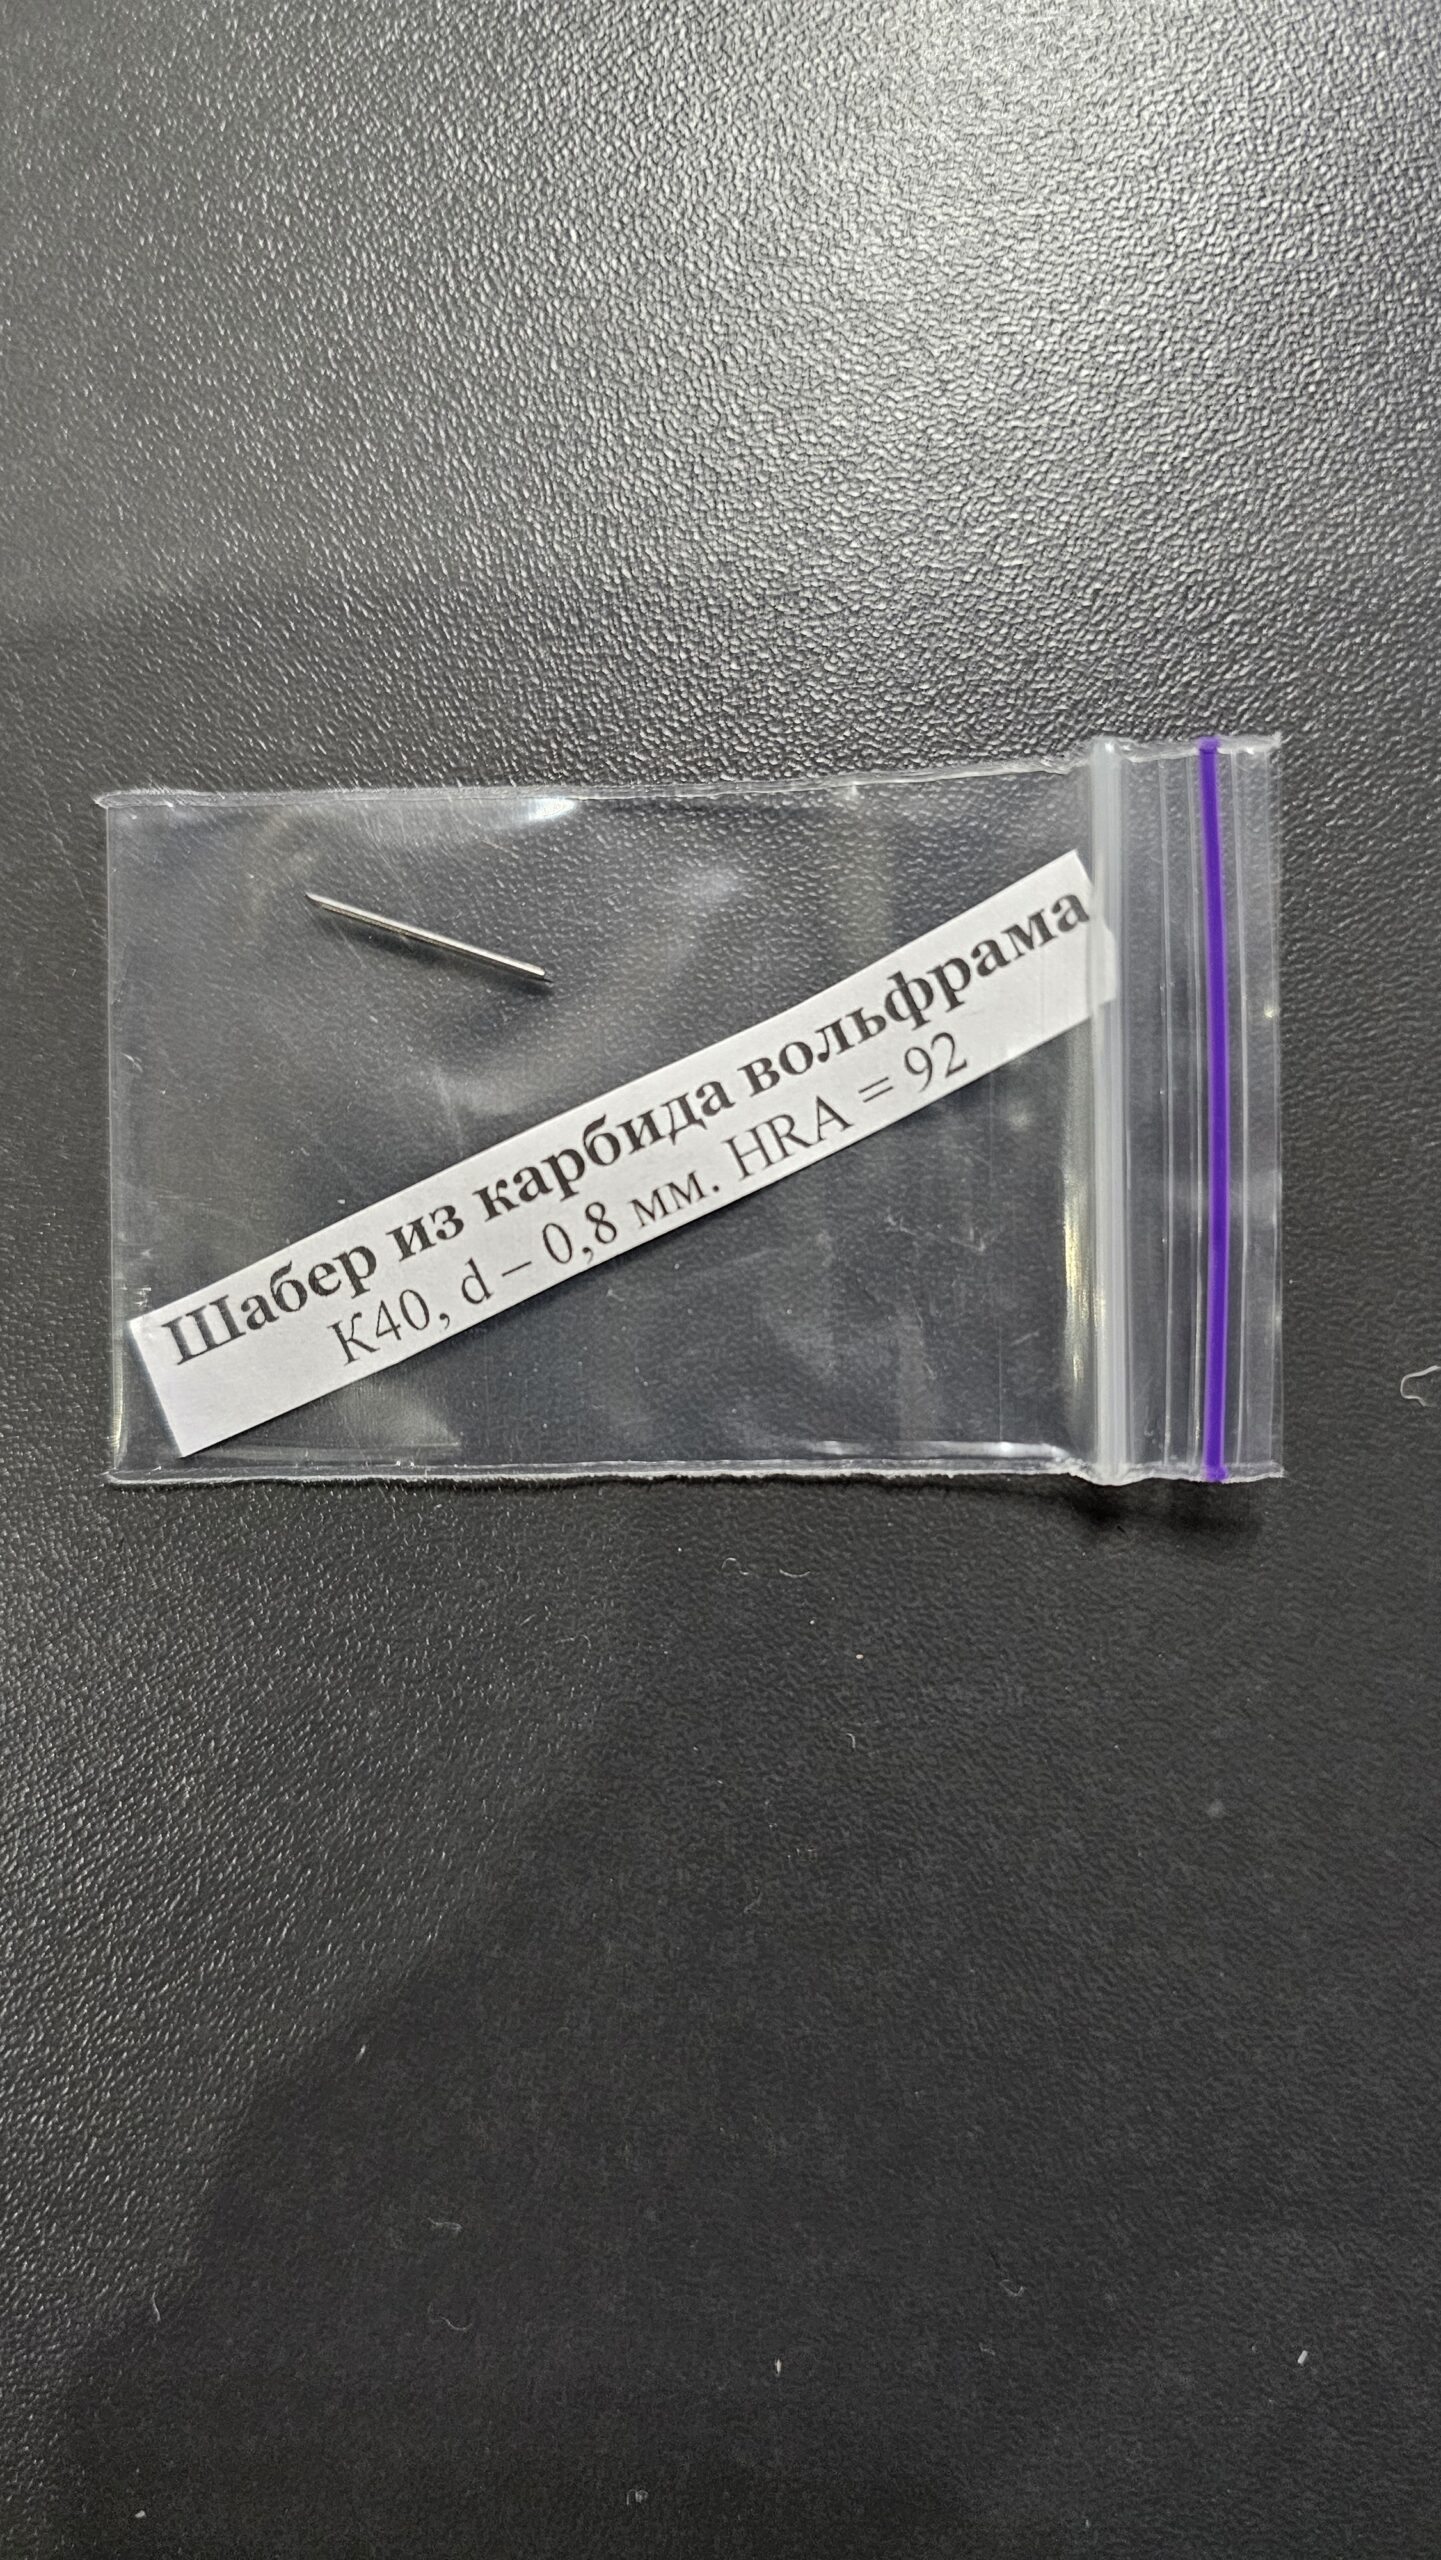 Шабер из карбида вольфрама
К40, d – 0,8 мм. HRA = 92